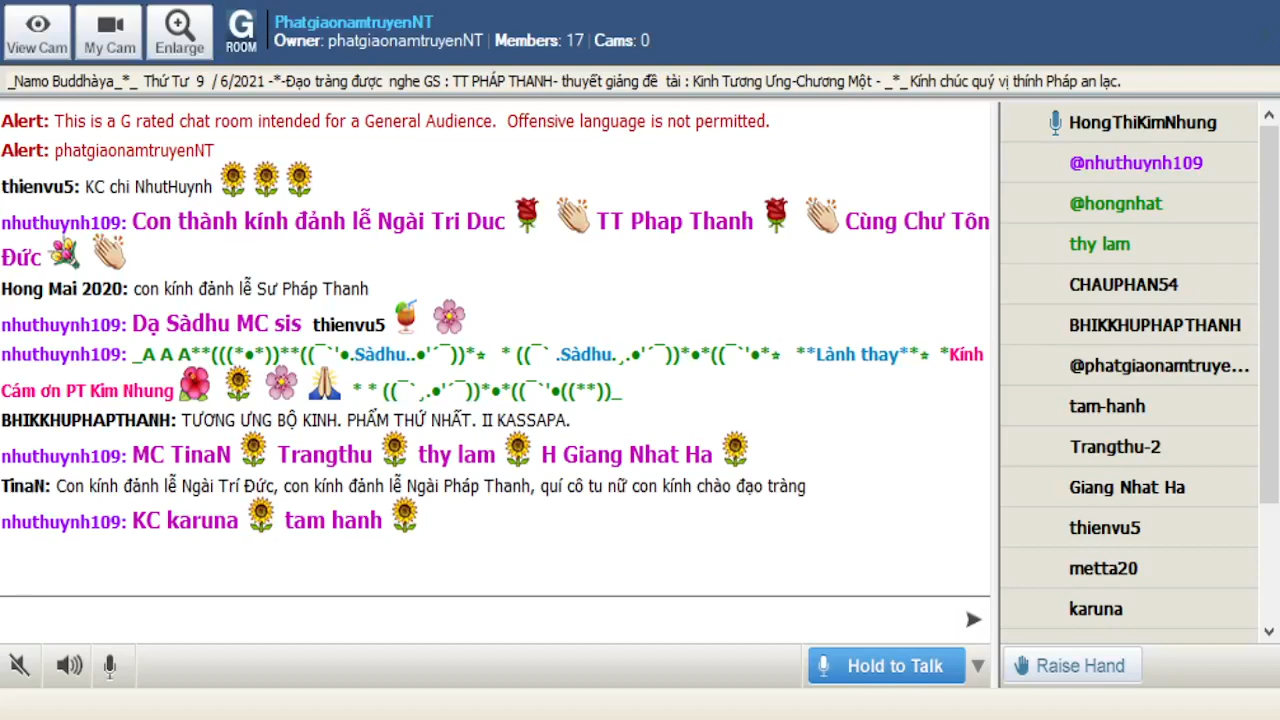 View Cam
My Cam
Enlarge
G
ROOM
PhatgiaonamtruyenNT
Owner: phatgiaonamtruyenNT | Members: 17 | Cams: 0
_Namo Buddhàya_*_ Thứ Tư 9 / 6/2021 -*-Đạo tràng được nghe GS : TT PHÁP THANH- thuyết giảng đề tài : Kinh Tương Ưng-Chương Một - _*_Kính chúc quý vị thính Pháp an lạc.
Alert: This is a G rated chat room intended for a General Audience. Offensive language is not permitted.
Alert: phatgiaonamtruyenNT
thienvu5: KC chi NhutHuynh 🌻🌻🌻
nhuthuynh109: Con thành kính đảnh lễ Ngài Tri Duc 🌹 👏 TT Phap Thanh 🌹 👏 Cùng Chư Tôn
Đức 💐 👏
Hong Mai 2020: con kính đảnh lễ Sư Pháp Thanh
nhuthuynh109: Dạ Sàdhu MC sis thienvu5 🍹 🌸
nhuthuynh109: _A A A**(((*•*))**((¯`'•.Sàdhu..•'´¯))*⭑ * ((¯` .Sàdhu.¸.•'´¯))*•*((¯`'•*⭑ **Lành thay**⭑ *Kính
Cám ơn PT Kim Nhung 🌺 🌻 🌸 🙏 * * ((¯`¸.•'´¯))*•*((¯`'•((**))_
BHIKKHUPHAPTHANH: TƯƠNG ƯNG BỘ KINH. PHẨM THỨ NHẤT. II KASSAPA.
nhuthuynh109: MC TinaN 🌻 Trangthu 🌻 thy lam 🌻 H Giang Nhat Ha 🌻
TinaN: Con kính đảnh lễ Ngài Trí Đức, con kính đảnh lễ Ngài Pháp Thanh, quí cô tu nữ con kính chào đạo tràng
nhuthuynh109: KC karuna 🌻 tam hanh 🌻
HongThiKimNhung
@nhuthuynh109
@hongnhat
thy lam
CHAUPHAN54
BHIKKHUPHAPTHANH
@phatgiaonamtruye...
tam-hanh
Trangthu-2
Giang Nhat Ha
thienvu5
metta20
karuna
Hold to Talk
Raise Hand